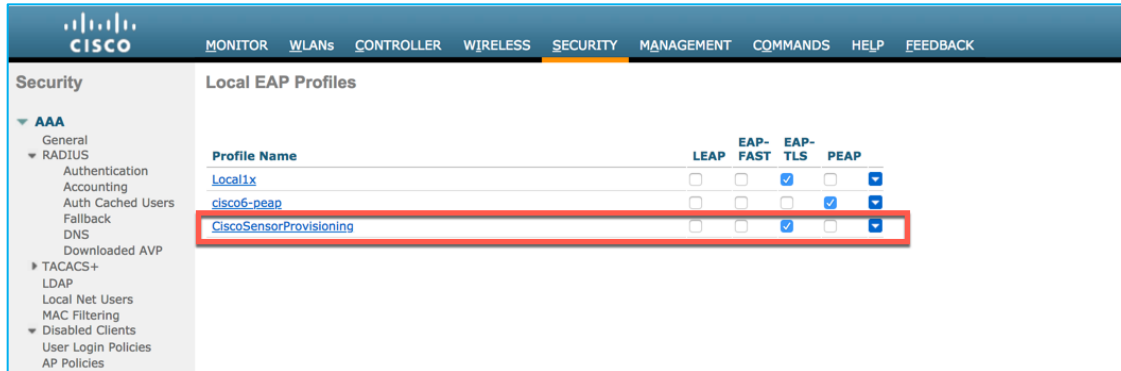 CISCO
MONITOR WLANs CONTROLLER WIRELESS SECURITY MANAGEMENT COMMANDS HELP FEEDBACK
Security
AAA
General
RADIUS
Authentication
Accounting
Auth Cached Users
Fallback
DNS
Downloaded AVP
TACACS+
LDAP
Local Net Users
MAC Filtering
Disabled Clients
User Login Policies
AP Policies
Local EAP Profiles
Profile Name LEAP EAP-FAST EAP-TLS PEAP
Local1x
cisco6-peap
CiscoSensorProvisioning